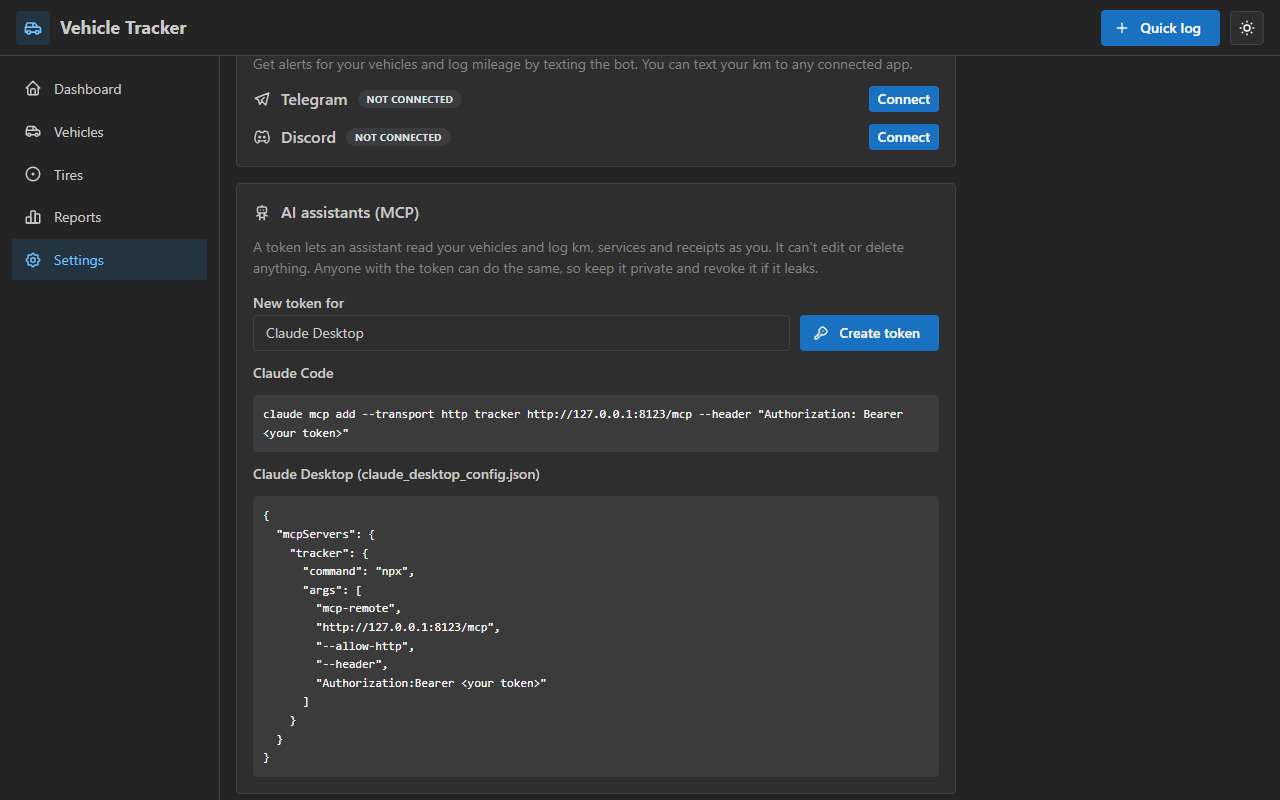 Vehicle Tracker
Quick log
Dashboard
Vehicles
Tires
Reports
Settings
Get alerts for your vehicles and log mileage by texting the bot. You can text your km to any connected app.
Telegram NOT CONNECTED Connect
Discord NOT CONNECTED Connect
AI assistants (MCP)
A token lets an assistant read your vehicles and log km, services and receipts as you. It can't edit or delete
anything. Anyone with the token can do the same, so keep it private and revoke it if it leaks.
New token for
Claude Desktop Create token
Claude Code
claude mcp add --transport http tracker http://127.0.0.1:8123/mcp --header "Authorization: Bearer
<your token>"
Claude Desktop (claude_desktop_config.json)
{
  "mcpServers": {
    "tracker": {
      "command": "npx",
      "args": [
        "mcp-remote",
        "http://127.0.0.1:8123/mcp",
        "--allow-http",
        "--header",
        "Authorization:Bearer <your token>"
      ]
    }
  }
}